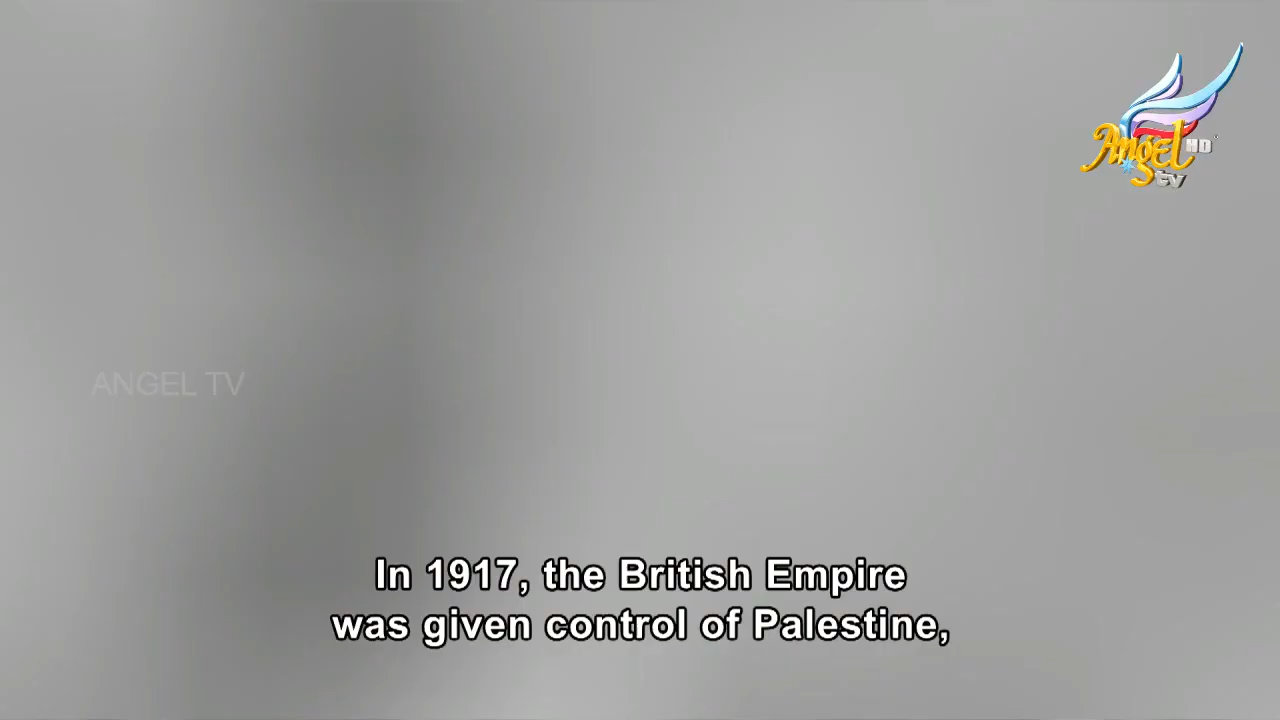 Angel HD
tv
ANGEL TV
In 1917, the British Empire
was given control of Palestine,